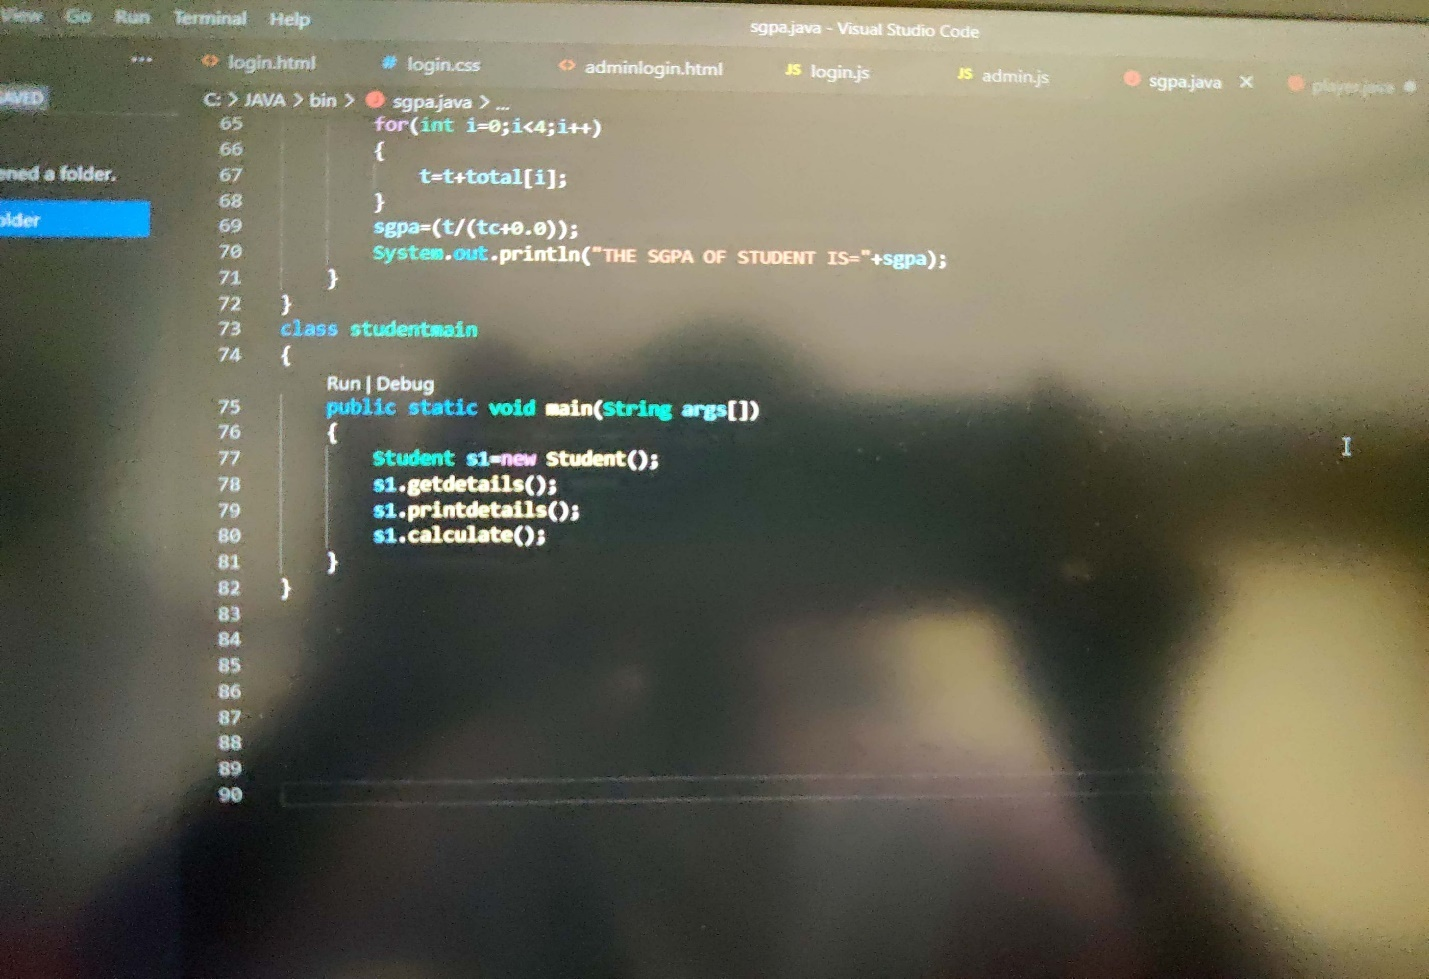 View Go Run Terminal Help
sgpa.java - Visual Studio Code
login.html # login.css <> adminlogin.html JS login.js JS admin.js sgpa.java × player.java
C: > JAVA > bin > sgpa.java > ...
ened a folder.
older
65 for(int i=0;i<4;i++)
66 {
67 t=t+total[i];
68 }
69 sgpa=(t/(tc+0.0));
70 System.out.println("THE SGPA OF STUDENT IS="+sgpa);
71 }
72 }
73 class studentmain
74 {
Run | Debug
75 public static void main(String args[])
76 {
77 Student s1=new Student();
78 s1.getdetails();
79 s1.printdetails();
80 s1.calculate();
81 }
82 }
83
84
85
86
87
88
89
90